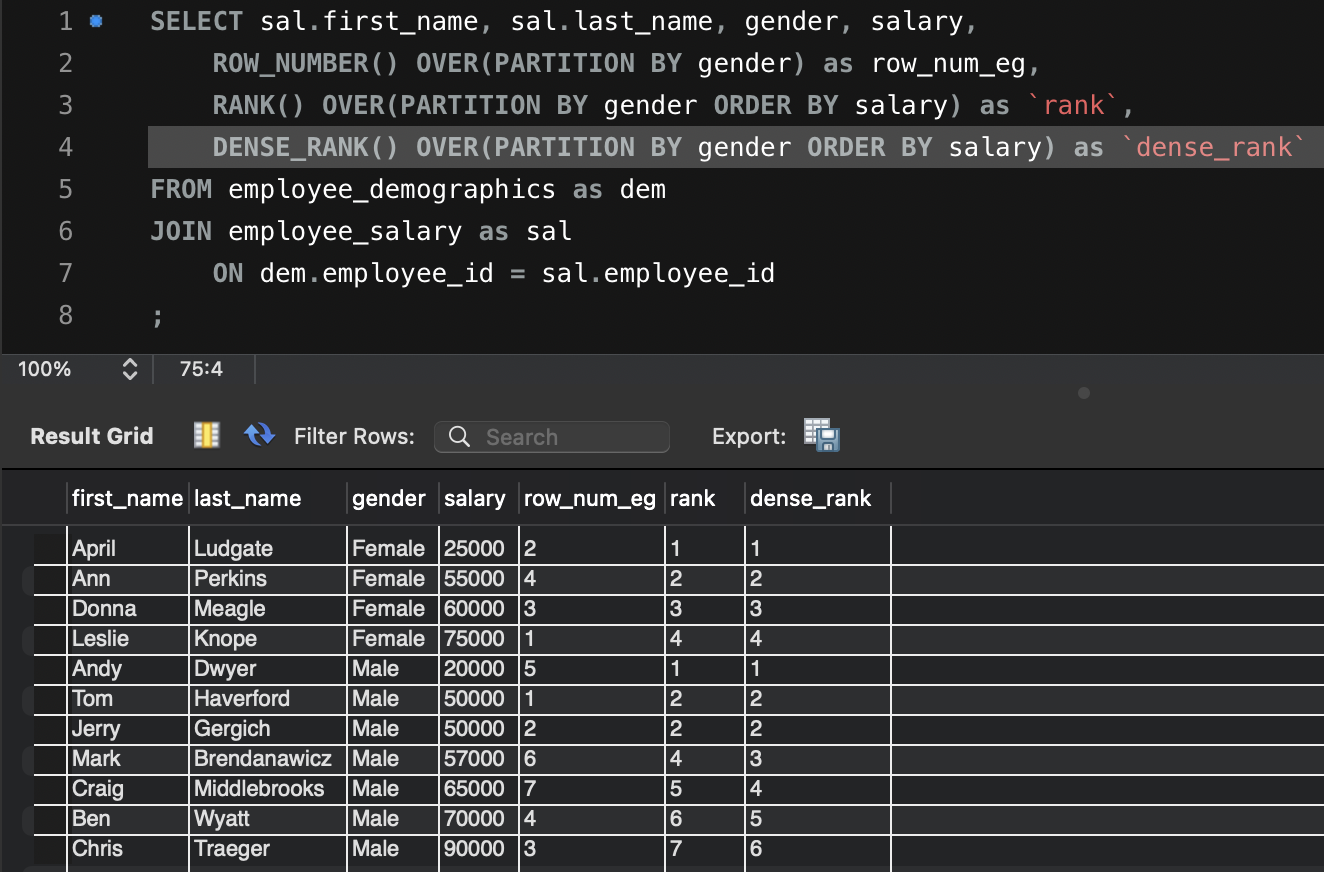 1 SELECT sal.first_name, sal.last_name, gender, salary,
2 ROW_NUMBER() OVER(PARTITION BY gender) as row_num_eg,
3 RANK() OVER(PARTITION BY gender ORDER BY salary) as `rank`,
4 DENSE_RANK() OVER(PARTITION BY gender ORDER BY salary) as `dense_rank`
5 FROM employee_demographics as dem
6 JOIN employee_salary as sal
7 ON dem.employee_id = sal.employee_id
8 ;
100% 75:4
Result Grid Filter Rows: Search Export:
first_name last_name gender salary row_num_eg rank dense_rank
April Ludgate Female 25000 2 1 1
Ann Perkins Female 55000 4 2 2
Donna Meagle Female 60000 3 3 3
Leslie Knope Female 75000 1 4 4
Andy Dwyer Male 20000 5 1 1
Tom Haverford Male 50000 1 2 2
Jerry Gergich Male 50000 2 2 2
Mark Brendanawicz Male 57000 6 4 3
Craig Middlebrooks Male 65000 7 5 4
Ben Wyatt Male 70000 4 6 5
Chris Traeger Male 90000 3 7 6